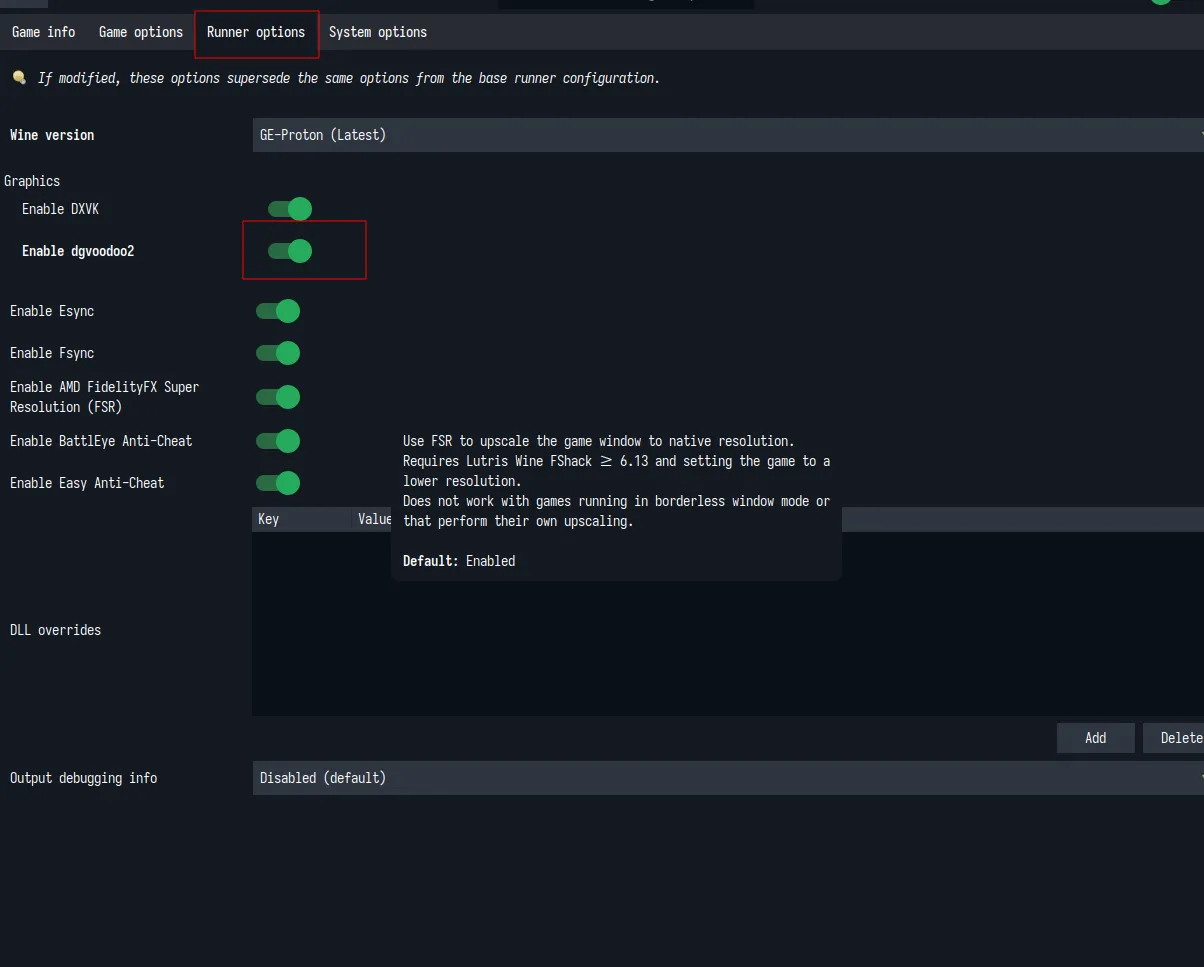 Game info Game options Runner options System options
If modified, these options supersede the same options from the base runner configuration.
Wine version GE-Proton (Latest)
Graphics
Enable DXVK
Enable dgvoodoo2
Enable Esync
Enable Fsync
Enable AMD FidelityFX Super
Resolution (FSR)
Enable BattlEye Anti-Cheat
Enable Easy Anti-Cheat
Use FSR to upscale the game window to native resolution.
Requires Lutris Wine FShack ≥ 6.13 and setting the game to a
lower resolution.
Does not work with games running in borderless window mode or
that perform their own upscaling.
Default: Enabled
Key Value
DLL overrides
Add Delete
Output debugging info Disabled (default)